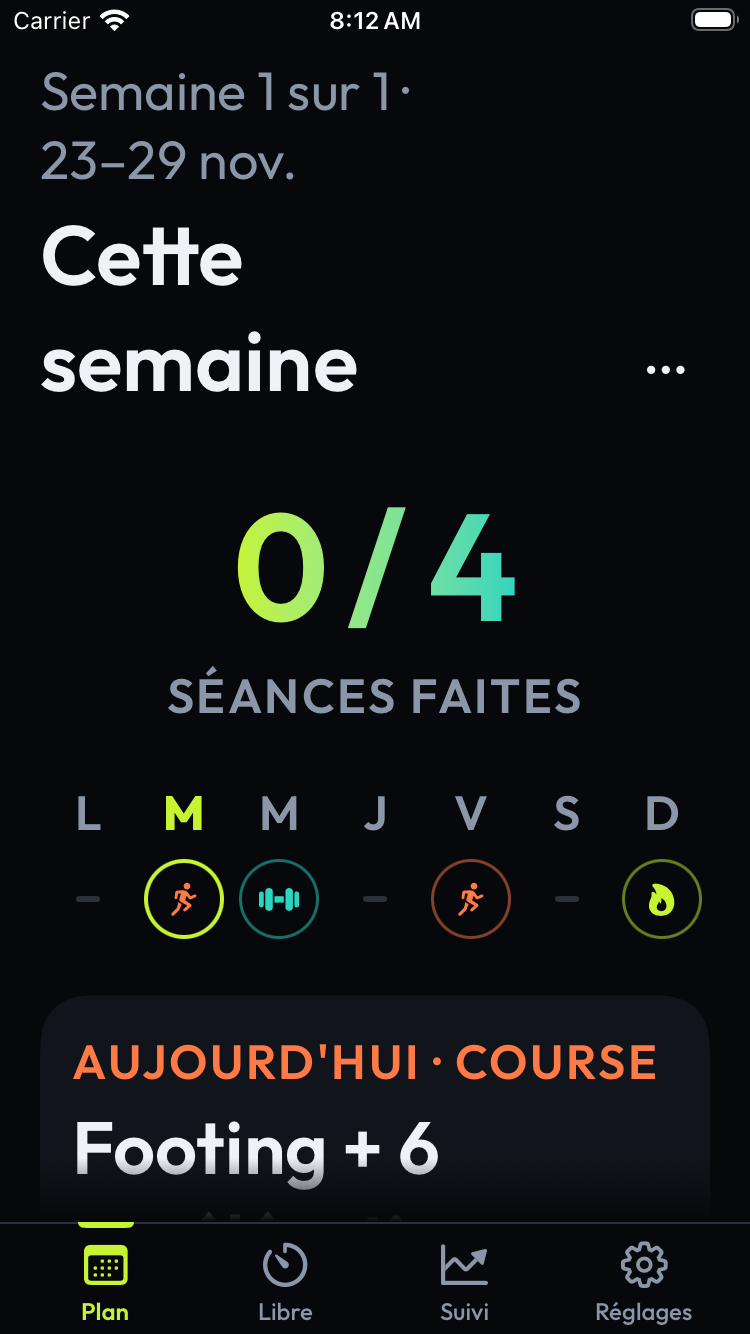 Carrier 8:12 AM
Semaine 1 sur 1 ·
23–29 nov.
Cette
semaine
...
0/4
SÉANCES FAITES
L M M J V S D
AUJOURD'HUI · COURSE
Footing + 6
Plan Libre Suivi Réglages